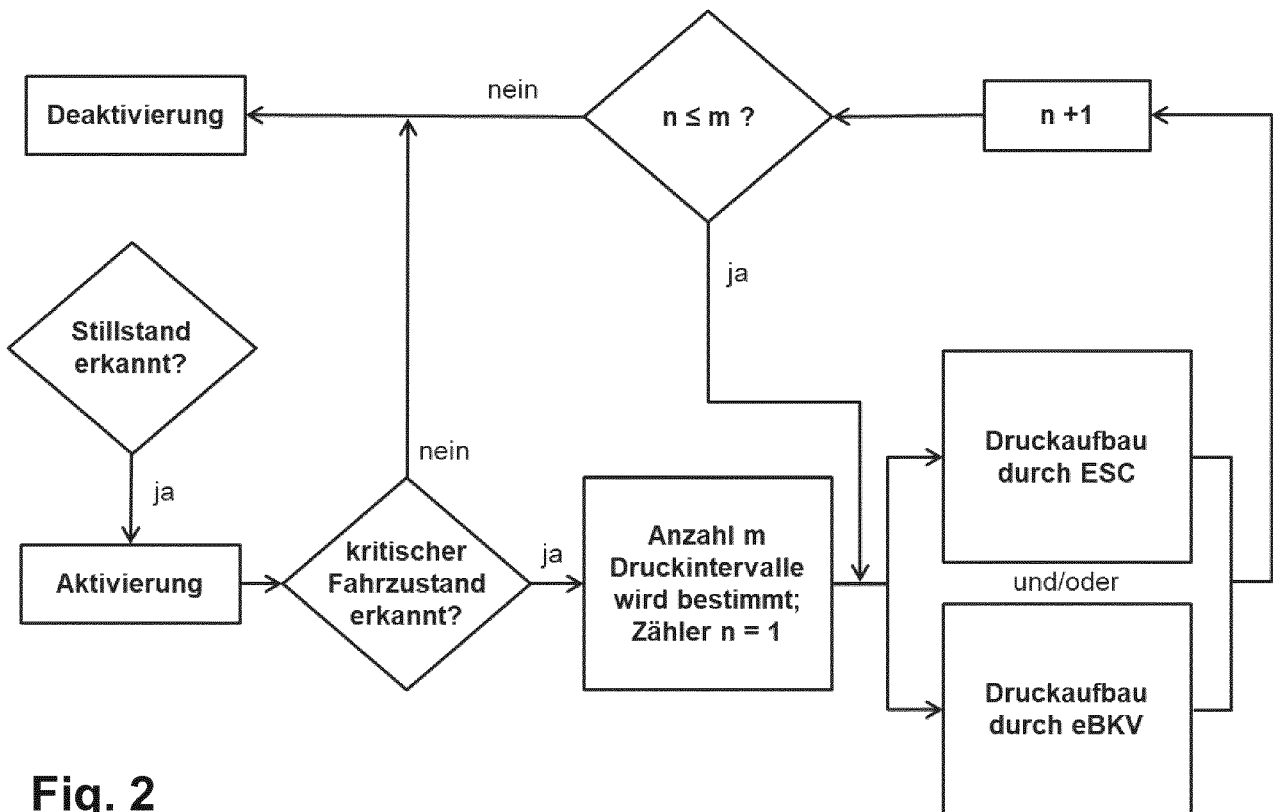 Deaktivierung
nein
n ≤ m ?
n +1
ja
Stillstand
erkannt?
ja
Aktivierung
nein
kritischer
Fahrzustand
erkannt?
ja
Anzahl m
Druckintervalle
wird bestimmt;
Zähler n = 1
Druckaufbau
durch ESC
und/oder
Druckaufbau
durch eBKV
Fig. 2